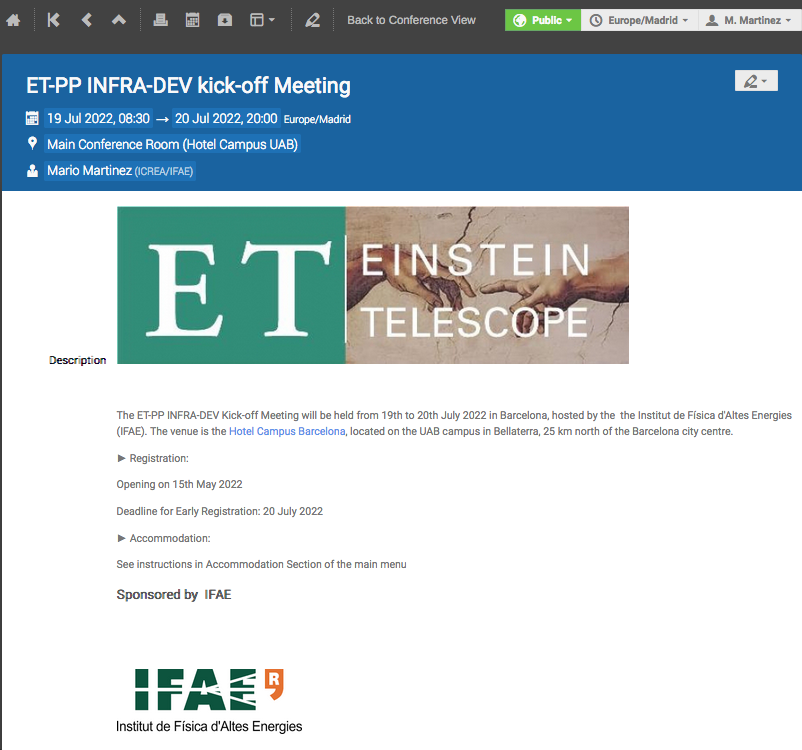 Back to Conference View
Public
Europe/Madrid
M. Martinez
ET-PP INFRA-DEV kick-off Meeting
19 Jul 2022, 08:30 → 20 Jul 2022, 20:00 Europe/Madrid
Main Conference Room (Hotel Campus UAB)
Mario Martinez (ICREA/IFAE)
ET EINSTEIN
TELESCOPE
Description
The ET-PP INFRA-DEV Kick-off Meeting will be held from 19th to 20th July 2022 in Barcelona, hosted by the the Institut de Física d'Altes Energies
(IFAE). The venue is the Hotel Campus Barcelona, located on the UAB campus in Bellaterra, 25 km north of the Barcelona city centre.
► Registration:
Opening on 15th May 2022
Deadline for Early Registration: 20 July 2022
► Accommodation:
See instructions in Accommodation Section of the main menu
Sponsored by IFAE
IFAE R
Institut de Física d'Altes Energies